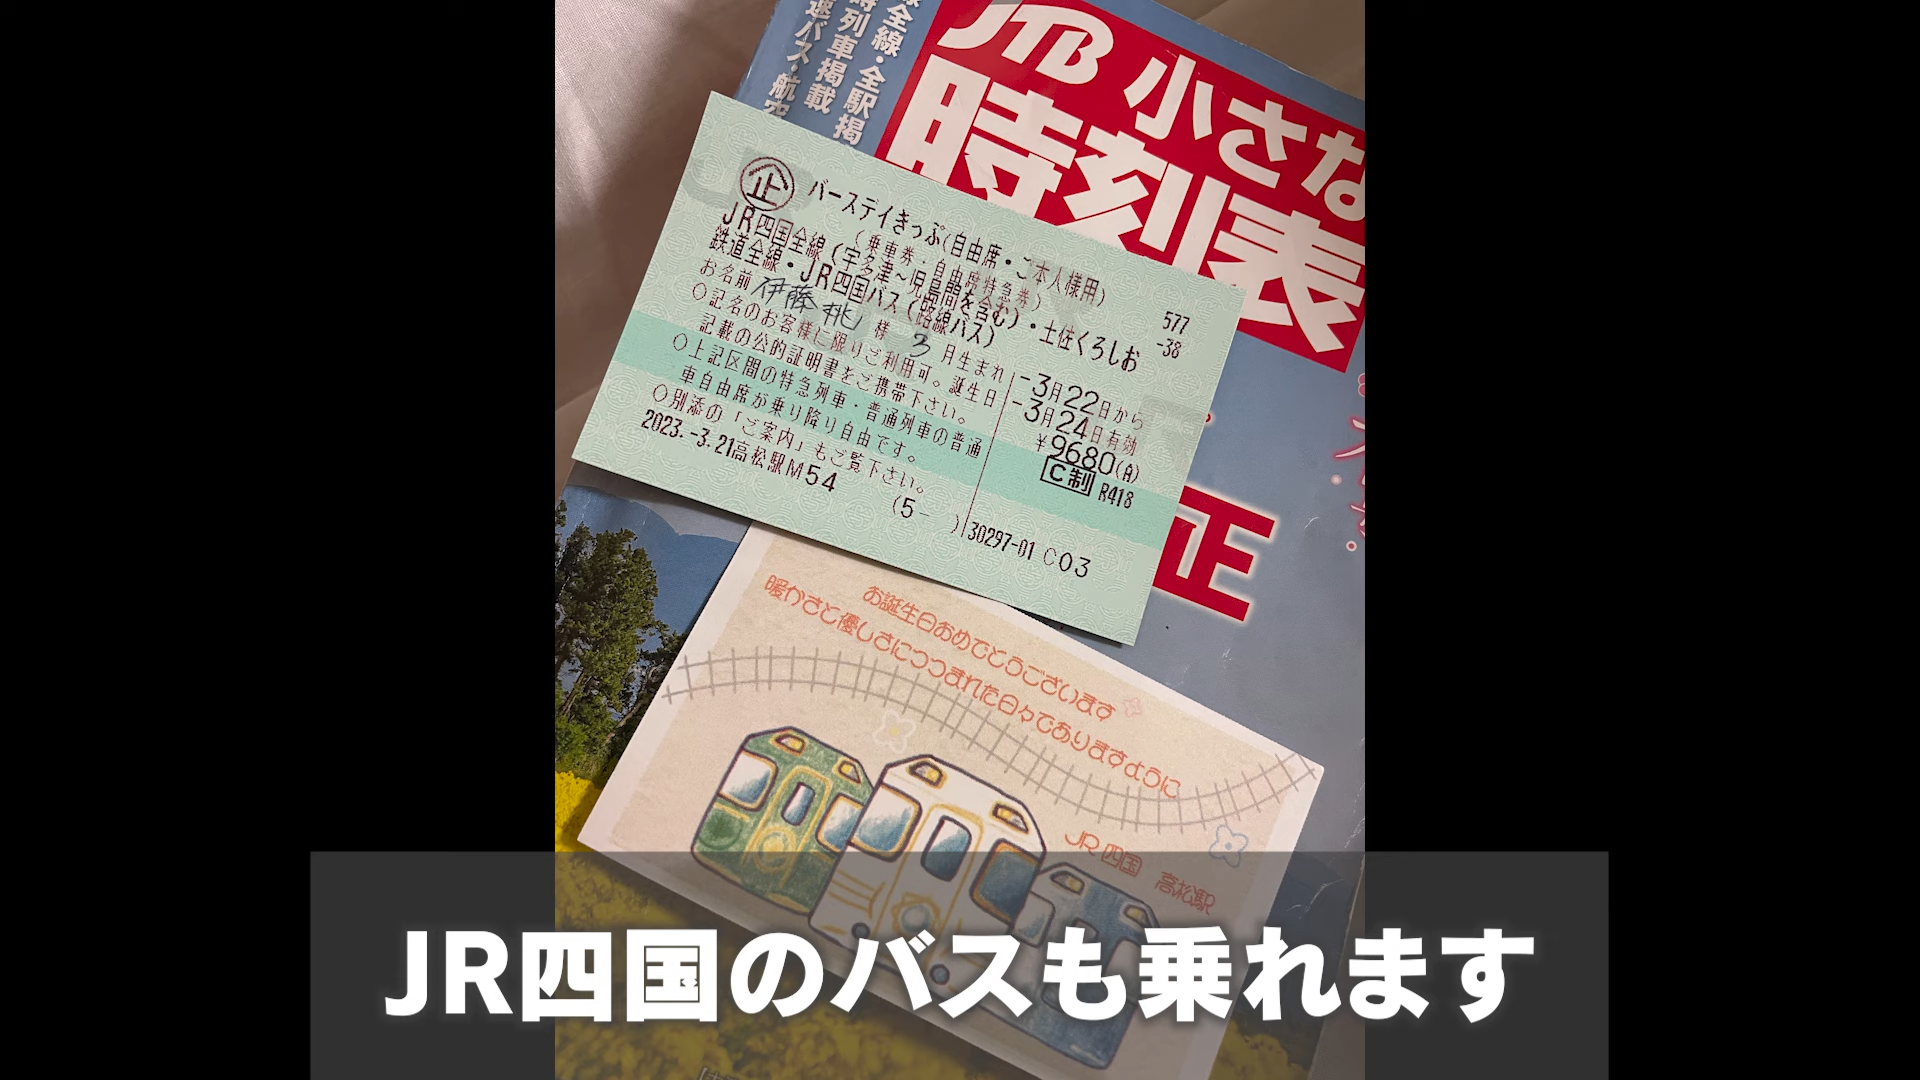 線全線・全駅掲
時列車掲載
速バス・航空
JTB 小さな
時刻表
正
企 バースデイきっぷ(自由席・ご本人様用)
(乗車券・自由席特急券)
JR四国全線(宇多津~児島間を含む)・土佐くろしお
鉄道全線・JR四国バス(路線バス)
577
-38
お名前 伊藤 桃 様 3 月生まれ
○記名のお客様に限りご利用可。誕生日
記載の公的証明書をご携帯下さい。
○上記区間の特急列車・普通列車の普通
車自由席が乗り降り自由です。
○別添の「ご案内」もご覧下さい。
-3月22日から
-3月24日有効
¥9680(A)
C制 R418
2023.-3.21高松駅M54
(5- )
30297-01 C03
お誕生日おめでとうございます
暖かさと優しさにつつまれた日々でありますように
JR四国 高松駅
JR四国のバスも乗れます